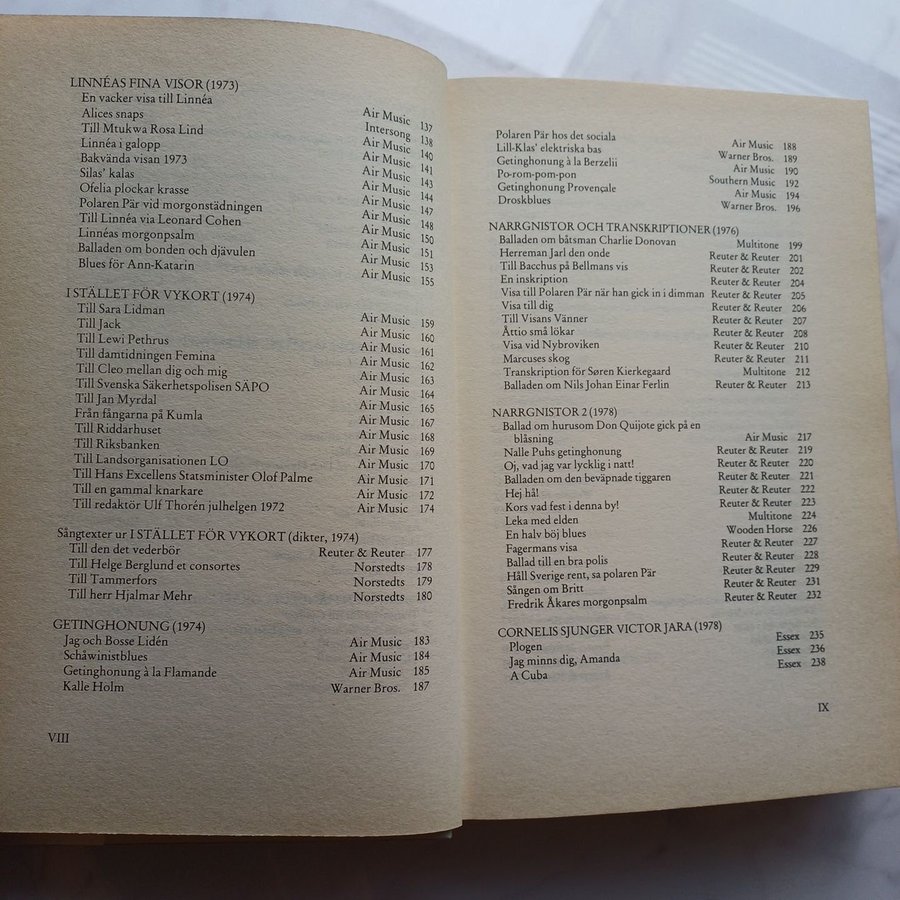 LINNÉAS FINA VISOR (1973)
En vacker visa till Linnéa Air Music 137
Alices snaps Intersong 138
Till Mtukwa Rosa Lind Air Music 140
Linnéa i galopp Air Music 141
Bakvända visan 1973 Air Music 143
Silas' kalas Air Music 144
Ofelia plockar krasse Air Music 147
Polaren Pär vid morgonstädningen Air Music 148
Till Linnéa via Leonard Cohen Air Music 150
Linnéas morgonpsalm Air Music 151
Balladen om bonden och djävulen Air Music 153
Blues för Ann-Katarin Air Music 155
I STÄLLET FÖR VYKORT (1974)
Till Sara Lidman Air Music 159
Till Jack Air Music 160
Till Lewi Pethrus Air Music 161
Till damtidningen Femina Air Music 162
Till Cleo mellan dig och mig Air Music 163
Till Svenska Säkerhetspolisen SÄPO Air Music 164
Till Jan Myrdal Air Music 165
Från fångarna på Kumla Air Music 167
Till Riddarhuset Air Music 168
Till Riksbanken Air Music 169
Till Landsorganisationen LO Air Music 170
Till Hans Excellens Statsminister Olof Palme Air Music 171
Till en gammal knarkare Air Music 172
Till redaktör Ulf Thorén julhelgen 1972 Air Music 174
Sångtexter ur I STÄLLET FÖR VYKORT (dikter, 1974)
Till den det vederbör Reuter & Reuter 177
Till Helge Berglund et consortes Norstedts 178
Till Tammerfors Norstedts 179
Till herr Hjalmar Mehr Norstedts 180
GETINGHONUNG (1974)
Jag och Bosse Lidén Air Music 183
Schåwinistblues Air Music 184
Getinghonung à la Flamande Air Music 185
Kalle Holm Warner Bros. 187
VIII
Polaren Pär hos det sociala Air Music 188
Lill-Klas' elektriska bas Warner Bros. 189
Getinghonung à la Berzelii Air Music 190
Po-rom-pom-pon Southern Music 192
Getinghonung Provençale Air Music 194
Droskblues Warner Bros. 196
NARRGNISTOR OCH TRANSKRIPTIONER (1976)
Balladen om båtsman Charlie Donovan Multitone 199
Herreman Jarl den onde Reuter & Reuter 201
Till Bacchus på Bellmans vis Reuter & Reuter 202
En inskription Reuter & Reuter 204
Visa till Polaren Pär när han gick in i dimman Reuter & Reuter 205
Visa till dig Reuter & Reuter 206
Till Visans Vänner Reuter & Reuter 207
Åttio små lökar Reuter & Reuter 208
Visa vid Nybroviken Reuter & Reuter 210
Marcuses skog Reuter & Reuter 211
Transkription för Søren Kierkegaard Multitone 212
Balladen om Nils Johan Einar Ferlin Reuter & Reuter 213
NARRGNISTOR 2 (1978)
Ballad om hurusom Don Quijote gick på en
blåsning Air Music 217
Nalle Puhs getinghonung Reuter & Reuter 219
Oj, vad jag var lycklig i natt! Reuter & Reuter 220
Balladen om den beväpnade tiggaren Reuter & Reuter 221
Hej hå! Reuter & Reuter 222
Kors vad fest i denna by! Reuter & Reuter 223
Leka med elden Multitone 224
En halv böj blues Wooden Horse 226
Fagermans visa Reuter & Reuter 227
Ballad till en bra polis Reuter & Reuter 228
Håll Sverige rent, sa polaren Pär Reuter & Reuter 229
Sången om Britt Reuter & Reuter 231
Fredrik Åkares morgonpsalm Reuter & Reuter 232
CORNELIS SJUNGER VICTOR JARA (1978)
Plogen Essex 235
Jag minns dig, Amanda Essex 236
A Cuba Essex 238
IX